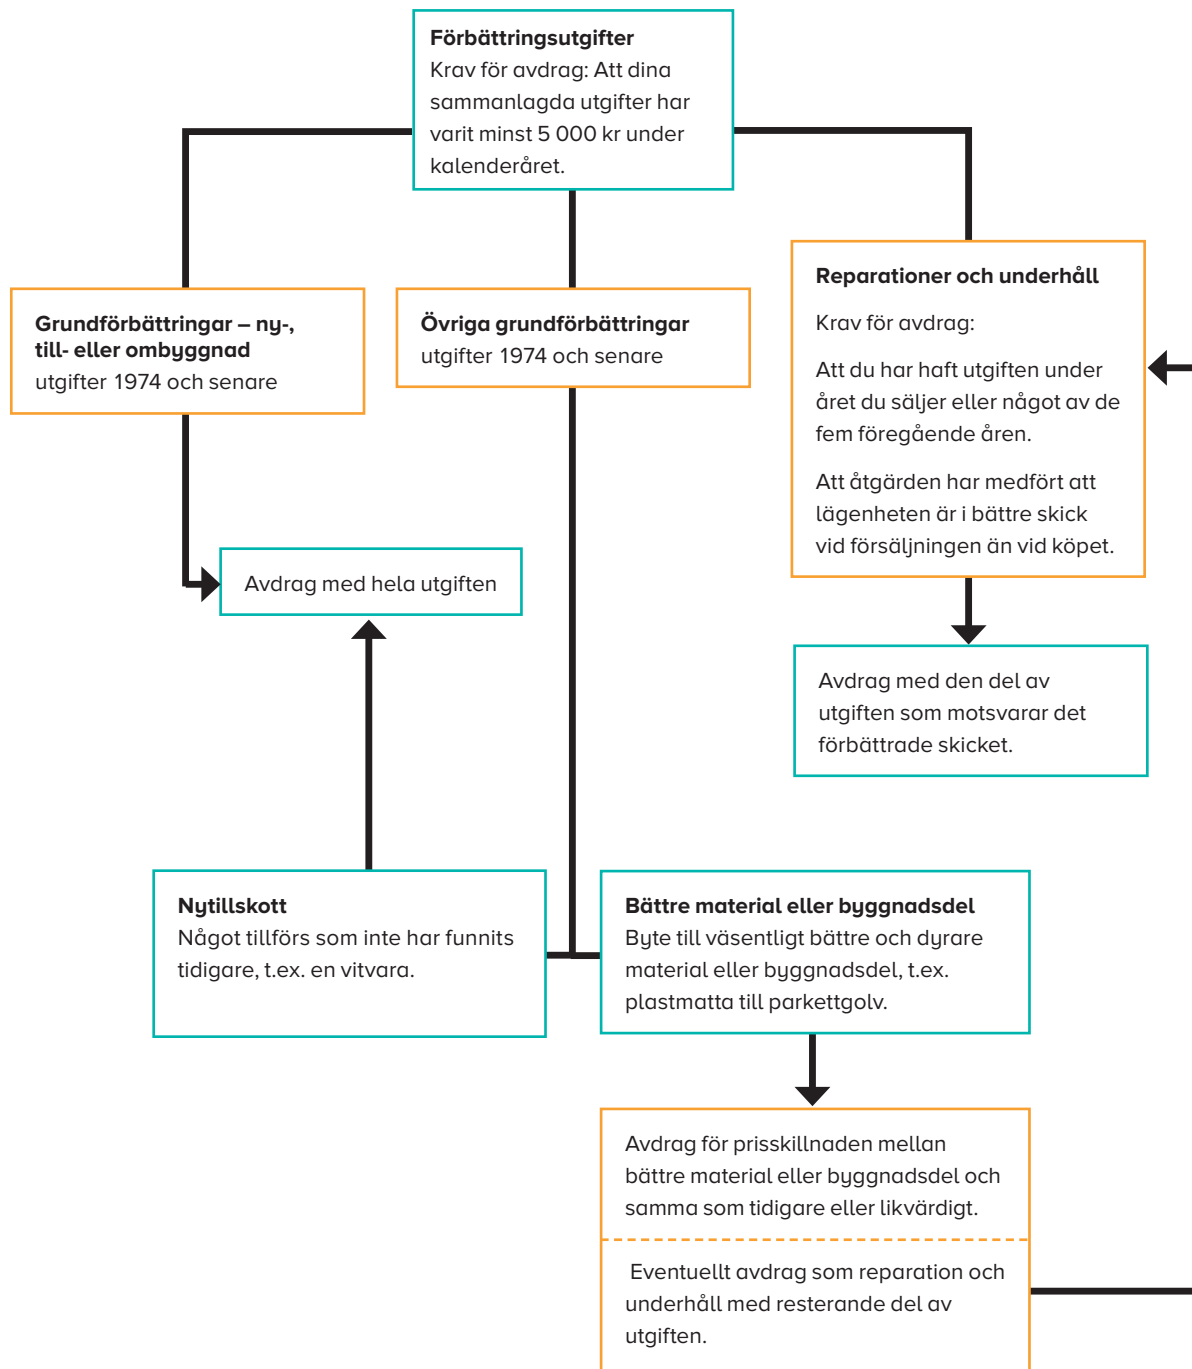 Förbättringsutgifter
Krav för avdrag: Att dina
sammanlagda utgifter har
varit minst 5 000 kr under
kalenderåret.
Grundförbättringar – ny-,
till- eller ombyggnad
utgifter 1974 och senare
Övriga grundförbättringar
utgifter 1974 och senare
Reparationer och underhåll
Krav för avdrag:
Att du har haft utgiften under
året du säljer eller något av de
fem föregående åren.
Att åtgärden har medfört att
lägenheten är i bättre skick
vid försäljningen än vid köpet.
Avdrag med hela utgiften
Avdrag med den del av
utgiften som motsvarar det
förbättrade skicket.
Nytillskott
Något tillförs som inte har funnits
tidigare, t.ex. en vitvara.
Bättre material eller byggnadsdel
Byte till väsentligt bättre och dyrare
material eller byggnadsdel, t.ex.
plastmatta till parkettgolv.
Avdrag för prisskillnaden mellan
bättre material eller byggnadsdel och
samma som tidigare eller likvärdigt.
Eventuellt avdrag som reparation och
underhåll med resterande del av
utgiften.